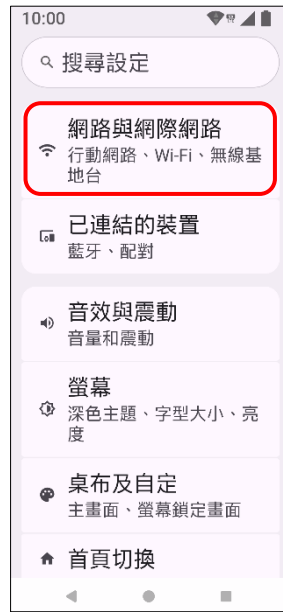 10:00
搜尋設定
網路與網際網路
行動網路、Wi-Fi、無線基
地台
已連結的裝置
藍牙、配對
音效與震動
音量和震動
螢幕
深色主題、字型大小、亮
度
桌布及自定
主畫面、螢幕鎖定畫面
首頁切換